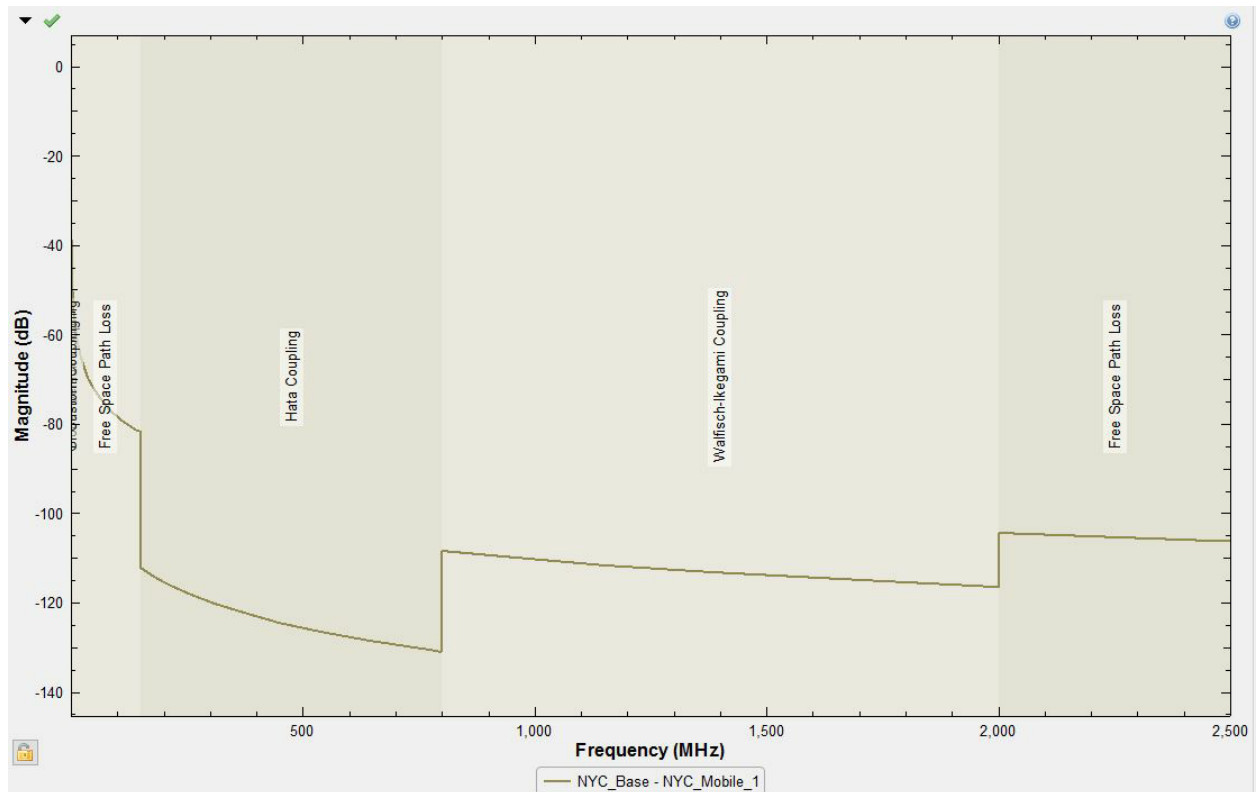 0
-20
-40
-60
-80
-100
-120
-140
Magnitude (dB)
Free Space Path Loss
Hata Coupling
Walfisch-Ikegami Coupling
Free Space Path Loss
500
1,000
1,500
2,000
2,500
Frequency (MHz)
NYC_Base - NYC_Mobile_1